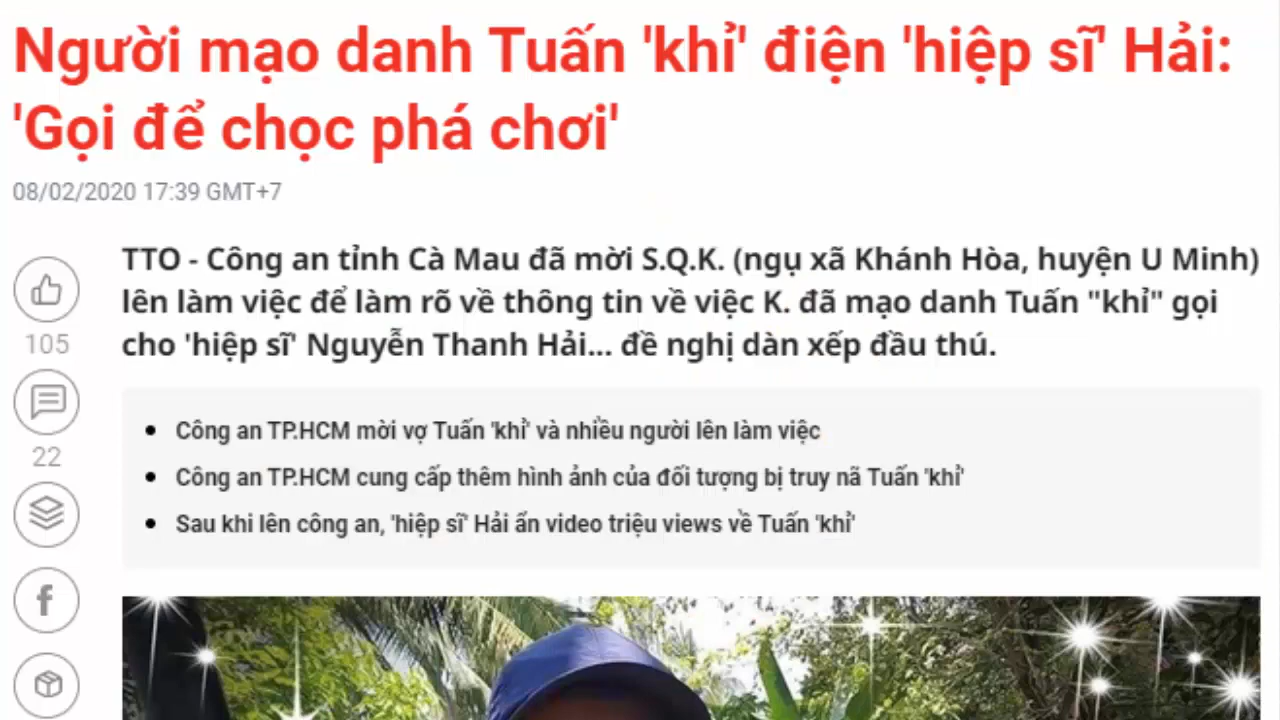 Người mạo danh Tuấn 'khỉ' điện 'hiệp sĩ' Hải:
'Gọi để chọc phá chơi'
08/02/2020 17:39 GMT+7
TTO - Công an tỉnh Cà Mau đã mời S.Q.K. (ngụ xã Khánh Hòa, huyện U Minh)
lên làm việc để làm rõ về thông tin về việc K. đã mạo danh Tuấn "khỉ" gọi
cho 'hiệp sĩ' Nguyễn Thanh Hải... đề nghị dàn xếp đầu thú.
105
22
Công an TP.HCM mời vợ Tuấn 'khỉ' và nhiều người lên làm việc
Công an TP.HCM cung cấp thêm hình ảnh của đối tượng bị truy nã Tuấn 'khỉ'
Sau khi lên công an, 'hiệp sĩ' Hải ẩn video triệu views về Tuấn 'khỉ'